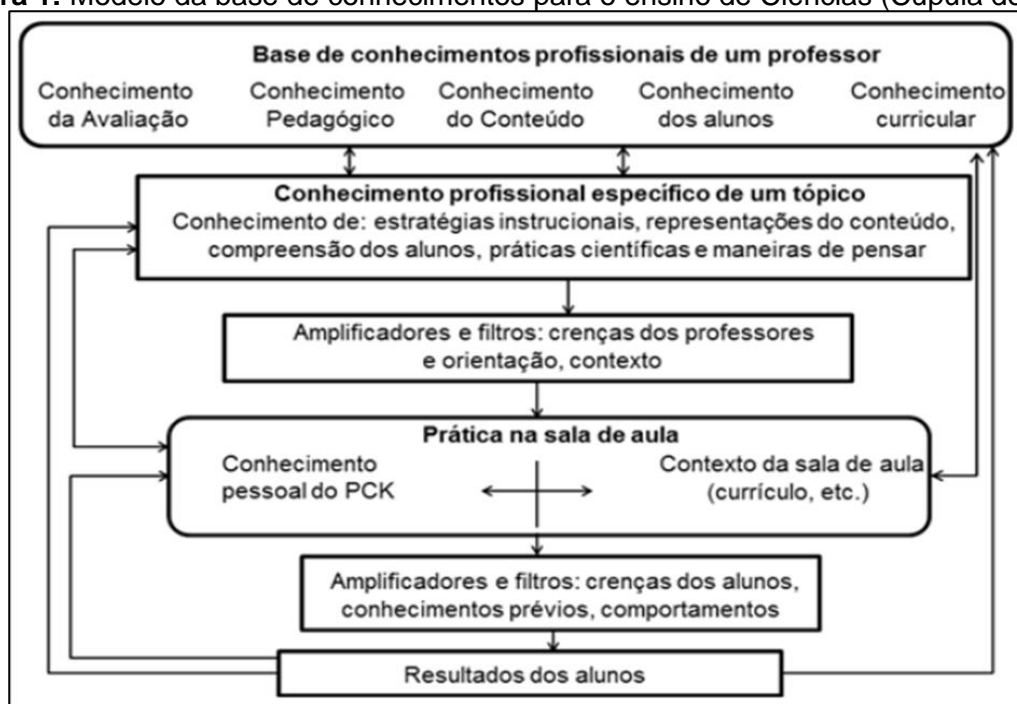 1. Modelo da base de conhecimentos para o ensino de Ciências (Cúpula
Base de conhecimentos profissionais de um professor
Conhecimento da Avaliação
Conhecimento Pedagógico
Conhecimento do Conteúdo
Conhecimento dos alunos
Conhecimento curricular
Conhecimento profissional específico de um tópico
Conhecimento de: estratégias instrucionais, representações do conteúdo,
compreensão dos alunos, práticas científicas e maneiras de pensar
Amplificadores e filtros: crenças dos professores
e orientação, contexto
Prática na sala de aula
Conhecimento
pessoal do PCK
Contexto da sala de aula
(currículo, etc.)
Amplificadores e filtros: crenças dos alunos,
conhecimentos prévios, comportamentos
Resultados dos alunos